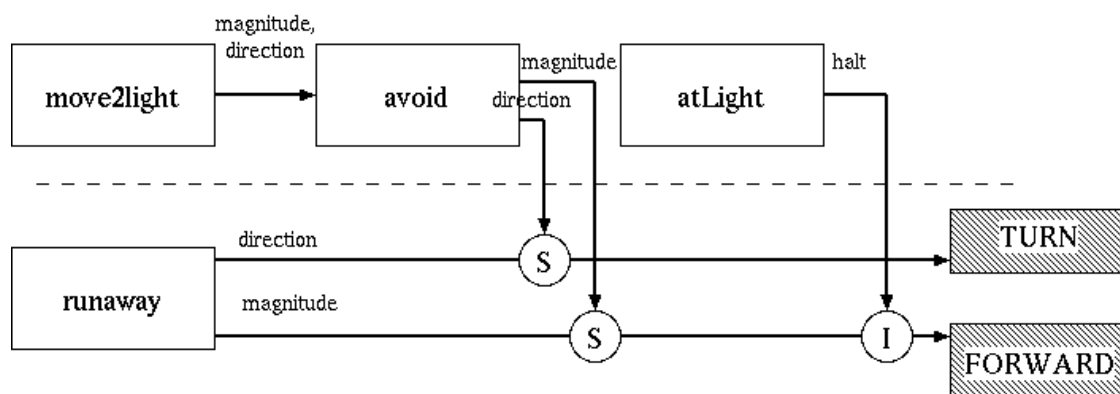 magnitude,
direction
move2light
avoid
magnitude
direction
atLight
halt
runaway
direction
magnitude
S
S
I
TURN
FORWARD